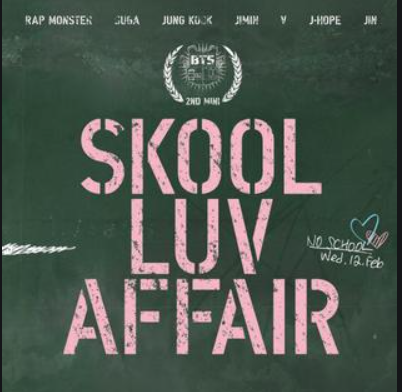 RAP MONSTER SUGA JUNG KOOK JIMIN V J-HOPE JIN
BTS
2ND MINI
SKOOL
LUV
AFFAIR
NO SCHOOL
Wed. 12. Feb